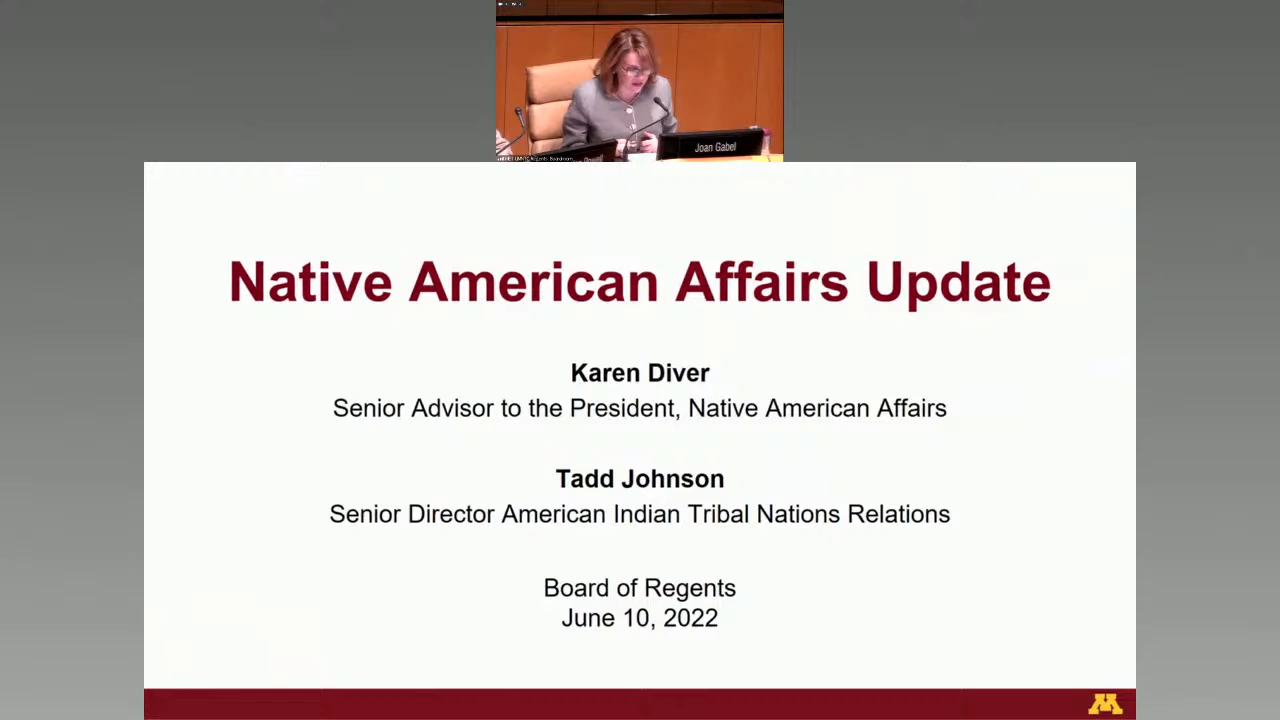 Joan Gabel
Native American Affairs Update
Karen Diver
Senior Advisor to the President, Native American Affairs
Tadd Johnson
Senior Director American Indian Tribal Nations Relations
Board of Regents
June 10, 2022
M